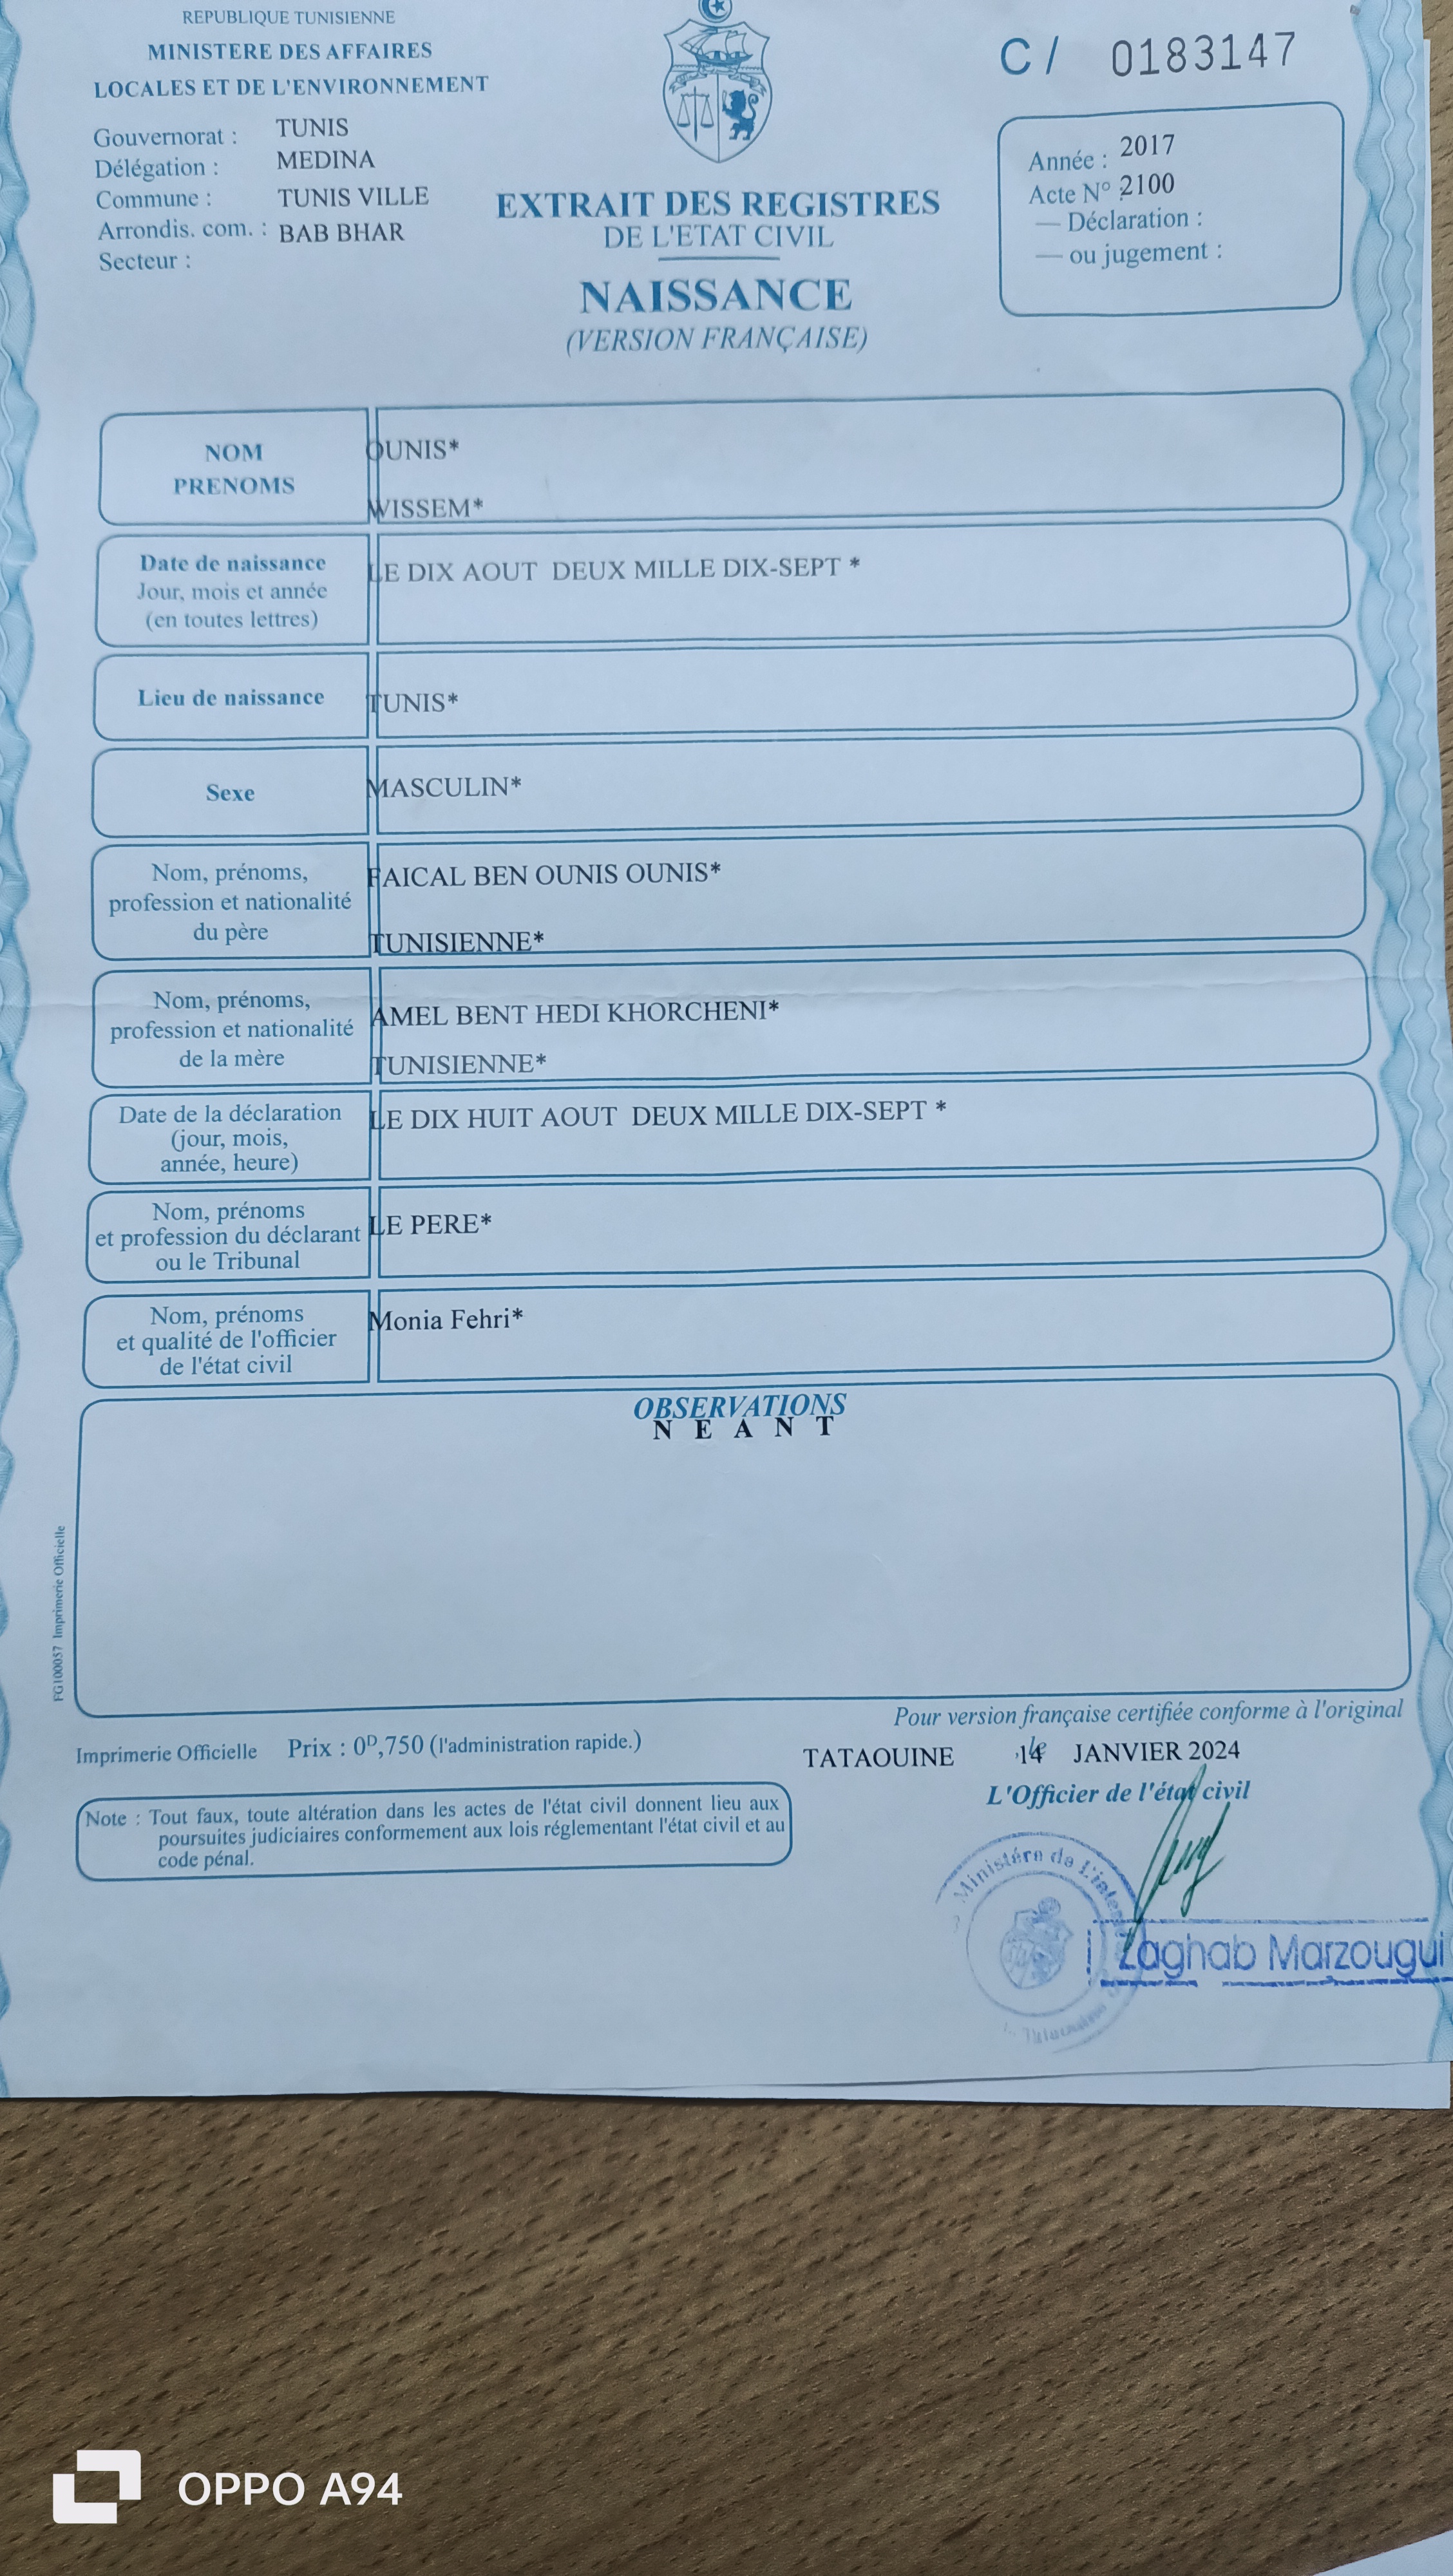 REPUBLIQUE TUNISIENNE
MINISTERE DES AFFAIRES
LOCALES ET DE L'ENVIRONNEMENT
Gouvernorat : TUNIS
Délégation : MEDINA
Commune : TUNIS VILLE
Arrondis. com. : BAB BHAR
Secteur :
EXTRAIT DES REGISTRES
DE L'ETAT CIVIL
NAISSANCE
(VERSION FRANÇAISE)
C/ 0183147
Année : 2017
Acte N° 2100
— Déclaration :
— ou jugement :
NOM
PRENOMS
OUNIS*
WISSEM*
Date de naissance
Jour, mois et année
(en toutes lettres)
LE DIX AOUT DEUX MILLE DIX-SEPT *
Lieu de naissance
TUNIS*
Sexe
MASCULIN*
Nom, prénoms,
profession et nationalité
du père
FAICAL BEN OUNIS OUNIS*
TUNISIENNE*
Nom, prénoms,
profession et nationalité
de la mère
AMEL BENT HEDI KHORCHENI*
TUNISIENNE*
Date de la déclaration
(jour, mois,
année, heure)
LE DIX HUIT AOUT DEUX MILLE DIX-SEPT *
Nom, prénoms
et profession du déclarant
ou le Tribunal
LE PERE*
Nom, prénoms
et qualité de l'officier
de l'état civil
Monia Fehri*
OBSERVATIONS
N E A N T
FG100057 Imprimerie Officielle
Pour version française certifiée conforme à l'original
Imprimerie Officielle Prix : 0D,750 (l'administration rapide.)
TATAOUINE le 14 JANVIER 2024
L'Officier de l'état civil
Note : Tout faux, toute altération dans les actes de l'état civil donnent lieu aux
poursuites judiciaires conformement aux lois réglementant l'état civil et au
code pénal.
Ministére de L'inter
Zaghab Marzougui
OPPO A94